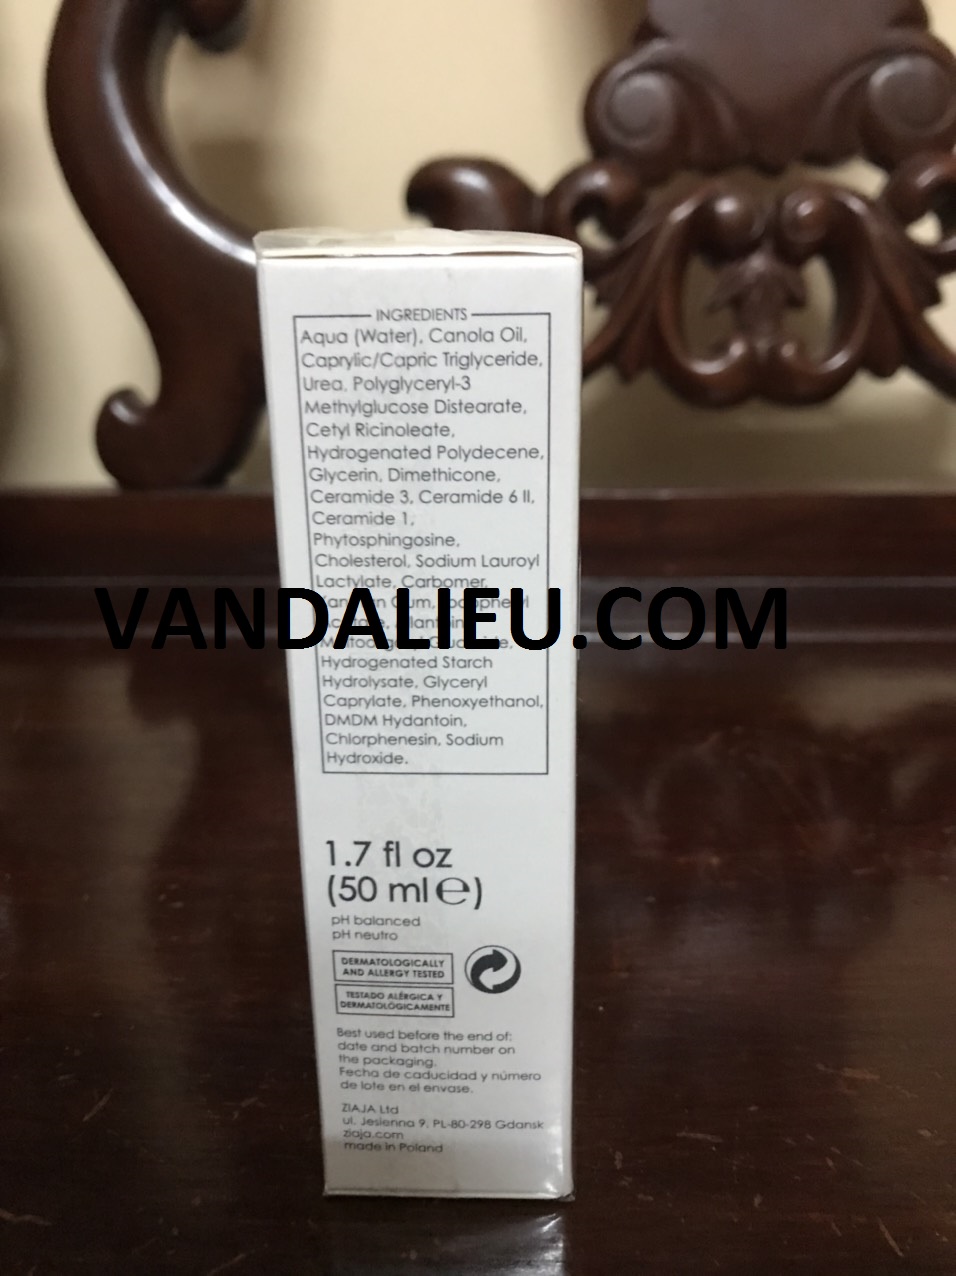 INGREDIENTS
Aqua (Water), Canola Oil,
Caprylic/Capric Triglyceride,
Urea, Polyglyceryl-3
Methylglucose Distearate,
Cetyl Ricinoleate,
Hydrogenated Polydecene,
Glycerin, Dimethicone,
Ceramide 3, Ceramide 6 II,
Ceramide 1,
Phytosphingosine,
Cholesterol, Sodium Lauroyl
Lactylate, Carbomer,
VANDALIEU.COM
Hydrogenated Starch
Hydrolysate, Glyceryl
Caprylate, Phenoxyethanol,
DMDM Hydantoin,
Chlorphenesin, Sodium
Hydroxide.
1.7 fl oz
(50 ml ℮)
pH balanced
pH neutro
DERMATOLOGICALLY
AND ALLERGY TESTED
TESTADO ALÉRGICA Y
DERMATOLÓGICAMENTE
Best used before the end of:
date and batch number on
the packaging.
Fecha de caducidad y número
de lote en el envase.
ZIAJA Ltd
ul. Jesienna 9, PL-80-298 Gdansk
ziaja.com
made in Poland